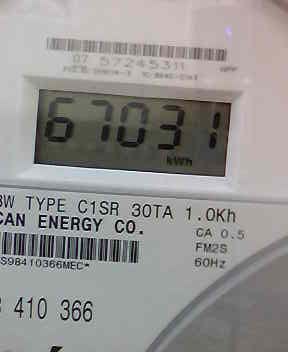 07 57245311
67031
kWh
TYPE C1SR 30TA 1.0Kh
CAN ENERGY CO.
CA 0.5
FM2S
S98410366MEC*
60Hz
410 366